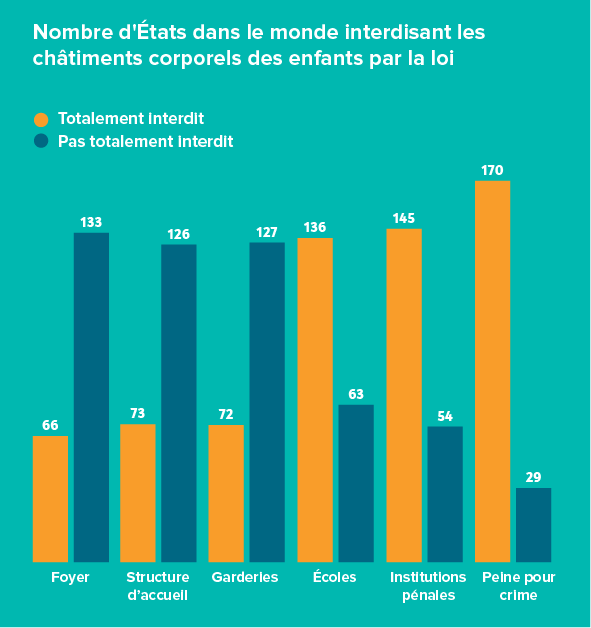 Nombre d'États dans le monde interdisant les
châtiments corporels des enfants par la loi
Totalement interdit
Pas totalement interdit
66
133
73
126
72
127
136
63
145
54
170
29
Foyer
Structure
d'accueil
Garderies
Écoles
Institutions
pénales
Peine pour
crime